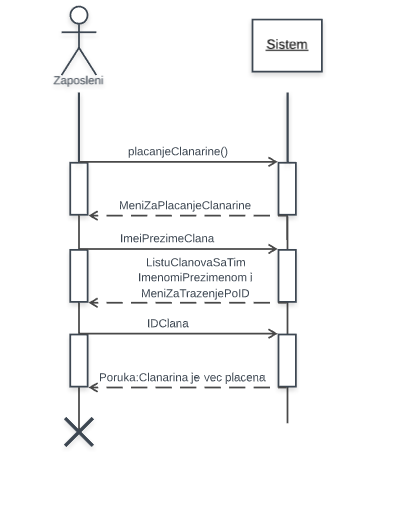 Zaposleni
Sistem
placanjeClanarine()
MeniZaPlacanjeClanarine
ImeiPrezimeClana
ListuClanovaSaTim
ImenomiPrezimenom i
MeniZaTrazenjePoID
IDClana
Poruka:Clanarina je vec placena